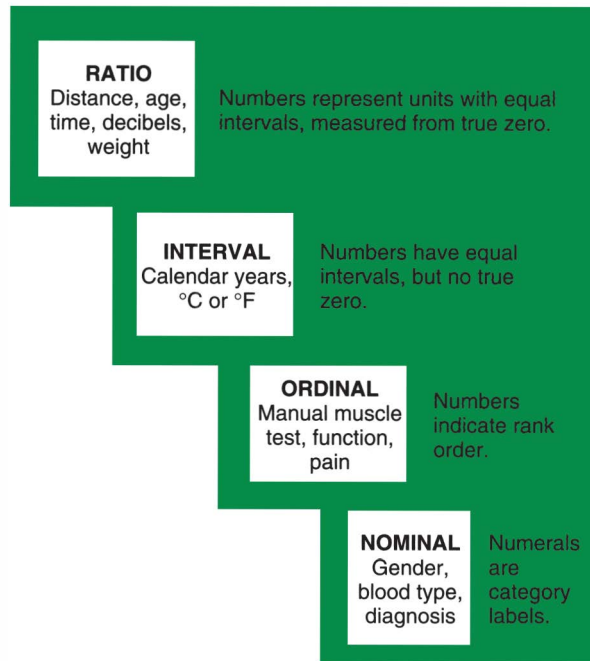 RATIO
Distance, age,
time, decibels,
weight
Numbers represent units with equal
intervals, measured from true zero.
INTERVAL
Calendar years,
°C or °F
Numbers have equal
intervals, but no true
zero.
ORDINAL
Manual muscle
test, function,
pain
Numbers
indicate rank
order.
NOMINAL
Gender,
blood type,
diagnosis
Numerals
are
category
labels.